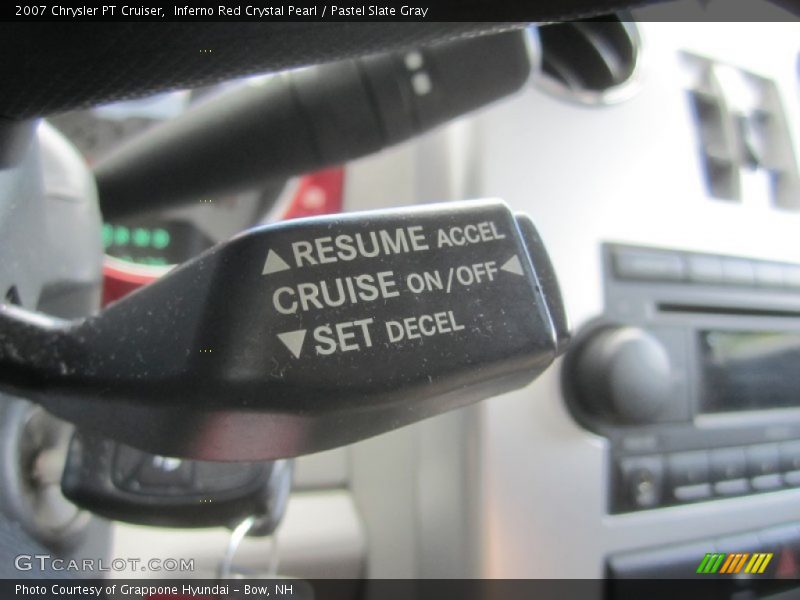 2007 Chrysler PT Cruiser,  Inferno Red Crystal Pearl / Pastel Slate Gray
▲RESUME ACCEL
CRUISE ON/OFF◀
▼SET DECEL
GTCARLOT.COM
Photo Courtesy of Grappone Hyundai - Bow, NH